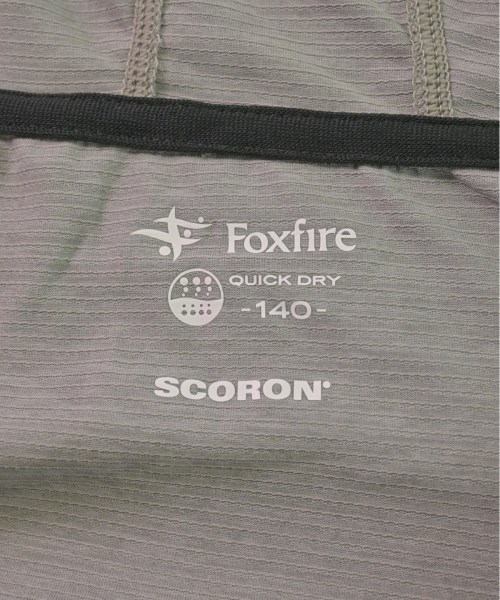 Foxfire
QUICK DRY
-140-
SCORON